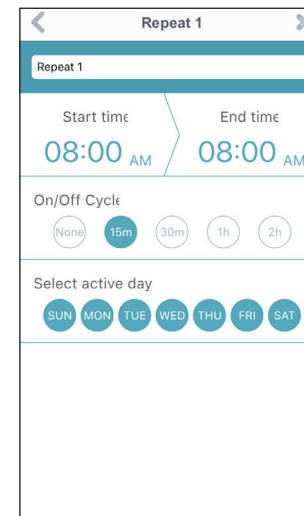 Repeat 1
Repeat 1
Start time End time
08:00 AM 08:00 AM
On/Off Cycle
None 15m 30m 1h 2h
Select active day
SUN MON TUE WED THU FRI SAT